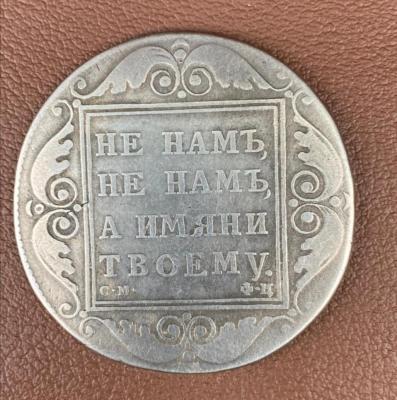 НЕ НАМЪ,
НЕ НАМЪ,
А ИМЯНИ
ТВОЕМУ.
С·М· Ф·Ц